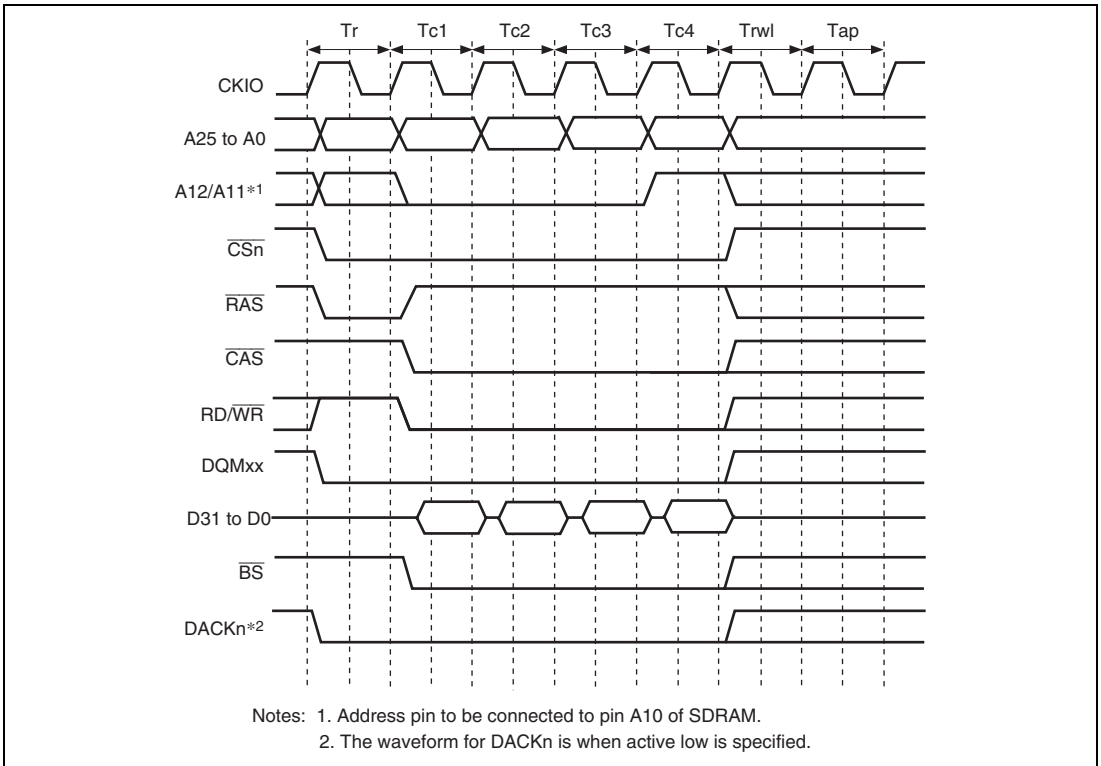 Tr Tc1 Tc2 Tc3 Tc4 Trwl Tap
CKIO
A25 to A0
A12/A11*1
CSn
RAS
CAS
RD/WR
DQMxx
D31 to D0
BS
DACKn*2
Notes: 1. Address pin to be connected to pin A10 of SDRAM.
2. The waveform for DACKn is when active low is specified.